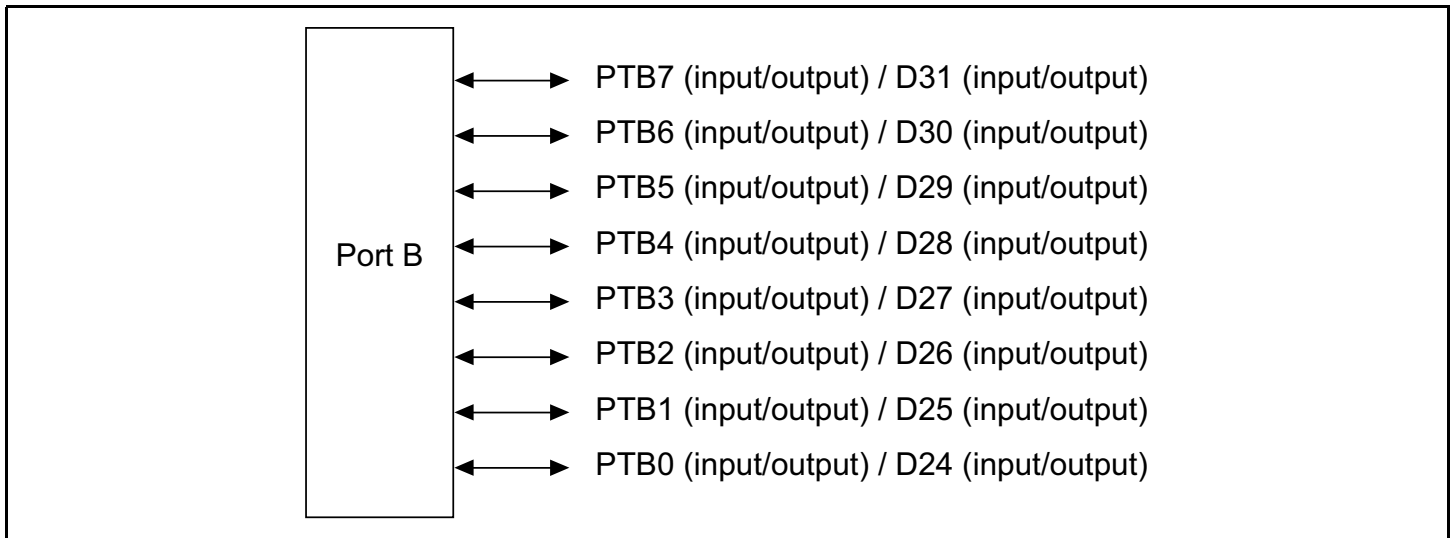 PTB7 (input/output) / D31 (input/output)
PTB6 (input/output) / D30 (input/output)
PTB5 (input/output) / D29 (input/output)
PTB4 (input/output) / D28 (input/output)
Port B
PTB3 (input/output) / D27 (input/output)
PTB2 (input/output) / D26 (input/output)
PTB1 (input/output) / D25 (input/output)
PTB0 (input/output) / D24 (input/output)